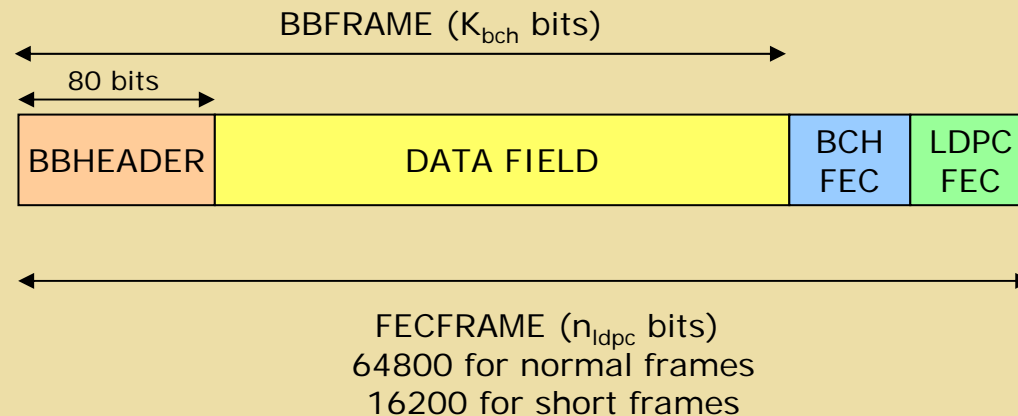 BBFRAME (Kbch bits)
80 bits
BBHEADER
DATA FIELD
BCH
FEC
LDPC
FEC
FECFRAME (nldpc bits)
64800 for normal frames
16200 for short frames